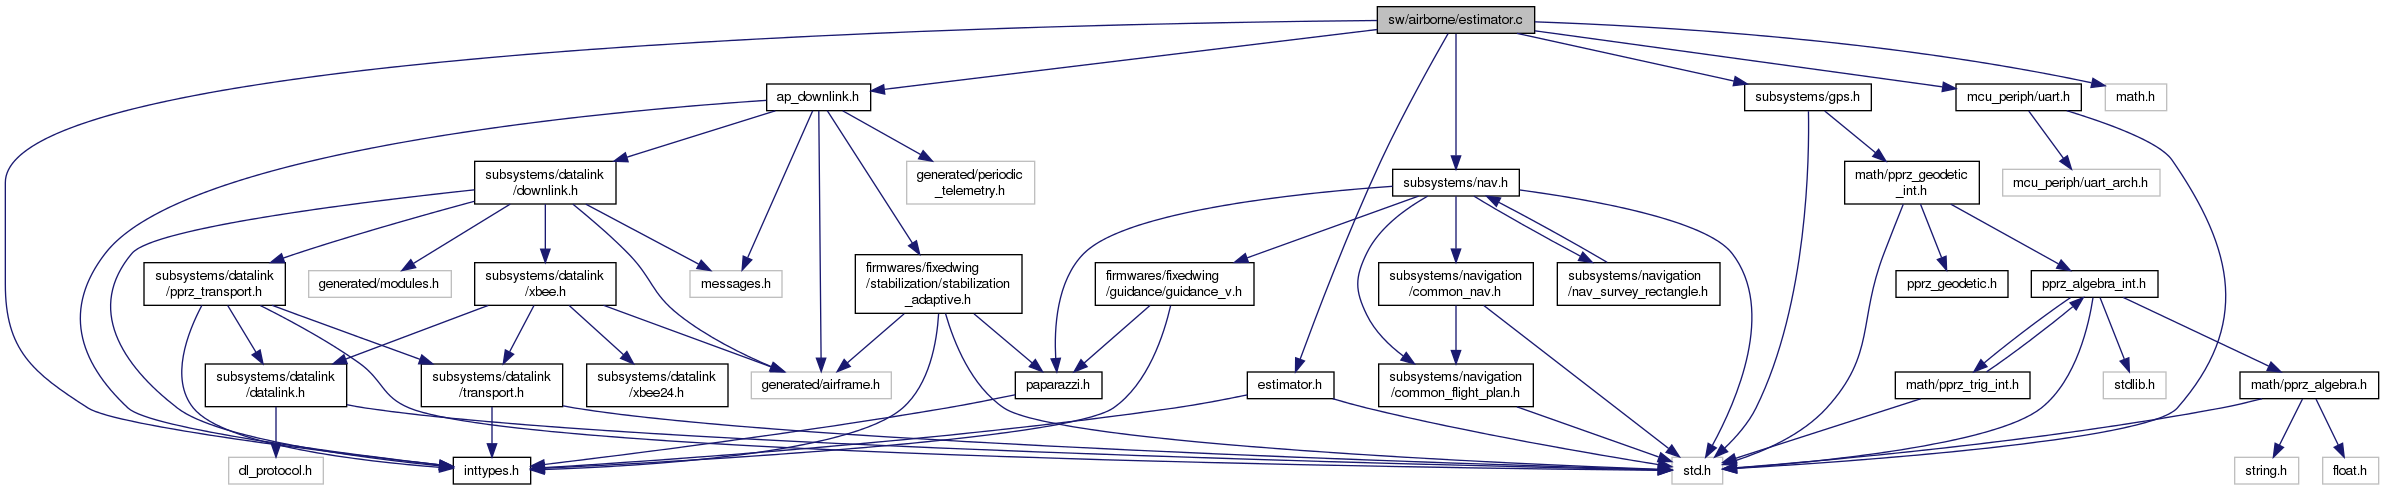 sw/airborne/estimator.c
ap_downlink.h
subsystems/gps.h
mcu_periph/uart.h
math.h
subsystems/datalink
/downlink.h
generated/periodic
_telemetry.h
subsystems/nav.h
math/pprz_geodetic
_int.h
mcu_periph/uart_arch.h
subsystems/datalink
/pprz_transport.h
generated/modules.h
subsystems/datalink
/xbee.h
messages.h
firmwares/fixedwing
/stabilization/stabilization
_adaptive.h
firmwares/fixedwing
/guidance/guidance_v.h
subsystems/navigation
/common_nav.h
subsystems/navigation
/nav_survey_rectangle.h
pprz_geodetic.h
pprz_algebra_int.h
subsystems/datalink
/datalink.h
subsystems/datalink
/transport.h
subsystems/datalink
/xbee24.h
generated/airframe.h
paparazzi.h
estimator.h
subsystems/navigation
/common_flight_plan.h
math/pprz_trig_int.h
stdlib.h
math/pprz_algebra.h
dl_protocol.h
inttypes.h
std.h
string.h
float.h